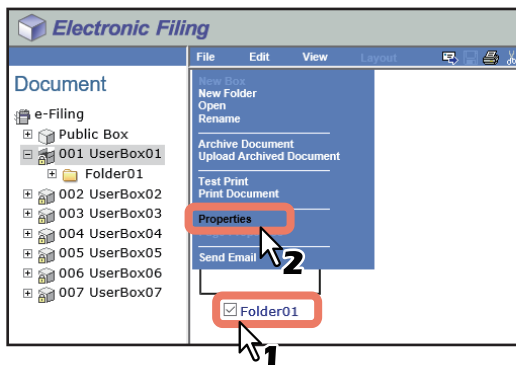 Electronic Filing
File Edit View Layout
Document
e-Filing
Public Box
001 UserBox01
Folder01
002 UserBox02
003 UserBox03
004 UserBox04
005 UserBox05
006 UserBox06
007 UserBox07
New Box
New Folder
Open
Rename
Archive Document
Upload Archived Document
Test Print
Print Document
Properties
Send Email
2
Folder01
1